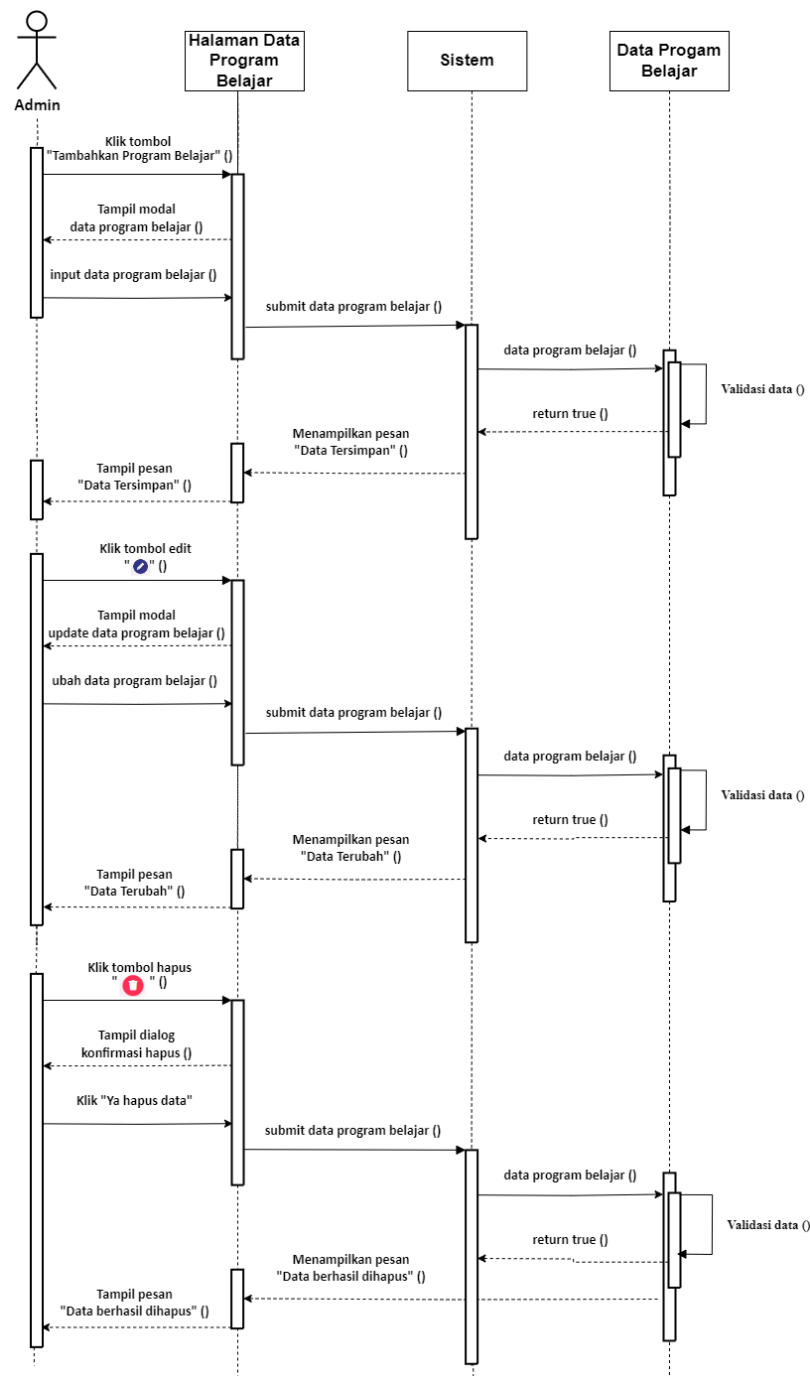 Halaman Data
Program
Belajar
Sistem
Data Progam
Belajar
Admin
Klik tombol
"Tambahkan Program Belajar" ()
Tampil modal
data program belajar ()
input data program belajar ()
submit data program belajar ()
data program belajar ()
Validasi data ()
return true ()
Menampilkan pesan
"Data Tersimpan" ()
Tampil pesan
"Data Tersimpan" ()
Klik tombol edit
" " ()
Tampil modal
update data program belajar ()
ubah data program belajar ()
submit data program belajar ()
data program belajar ()
Validasi data ()
return true ()
Menampilkan pesan
"Data Terubah" ()
Tampil pesan
"Data Terubah" ()
Klik tombol hapus
" " ()
Tampil dialog
konfirmasi hapus ()
Klik "Ya hapus data"
submit data program belajar ()
data program belajar ()
Validasi data ()
return true ()
Menampilkan pesan
"Data berhasil dihapus" ()
Tampil pesan
"Data berhasil dihapus" ()